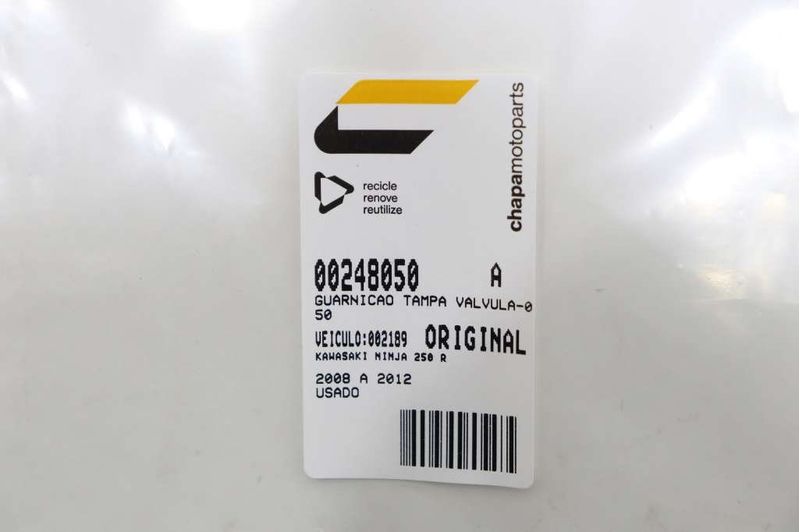 chapamotoparts
recicle
renove
reutilize
00248050 A
GUARNICAO TAMPA VALVULA-0
50
VEICULO:002189 ORIGINAL
KAWASAKI NINJA 250 R
2008 A 2012
USADO